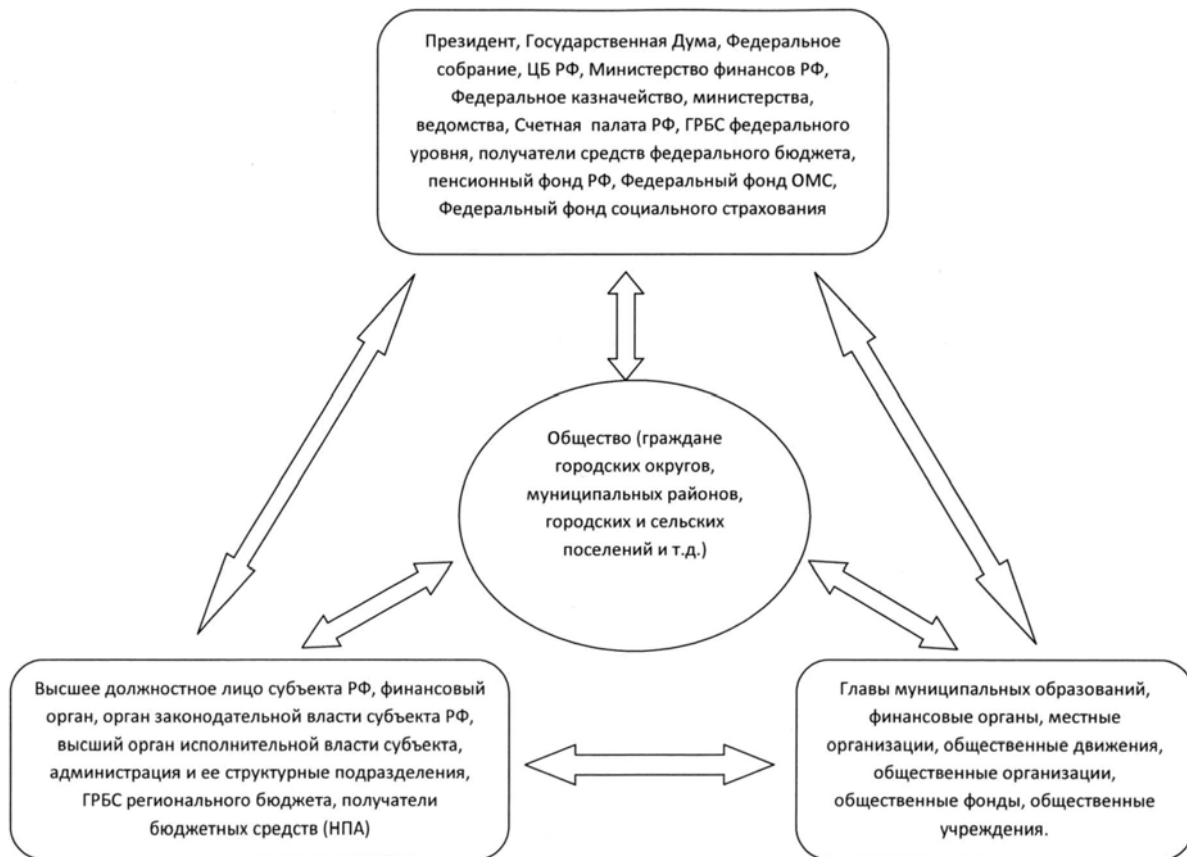 Президент, Государственная Дума, Федеральное
собрание, ЦБ РФ, Министерство финансов РФ,
Федеральное казначейство, министерства,
ведомства, Счетная палата РФ, ГРБС федерального
уровня, получатели средств федерального бюджета,
пенсионный фонд РФ, Федеральный фонд ОМС,
Федеральный фонд социального страхования
Общество (граждане
городских округов,
муниципальных районов,
городских и сельских
поселений и т.д.)
Высшее должностное лицо субъекта РФ, финансовый
орган, орган законодательной власти субъекта РФ,
высший орган исполнительной власти субъекта,
администрация и ее структурные подразделения,
ГРБС регионального бюджета, получатели
бюджетных средств (НПА)
Главы муниципальных образований,
финансовые органы, местные
организации, общественные движения,
общественные организации,
общественные фонды, общественные
учреждения.